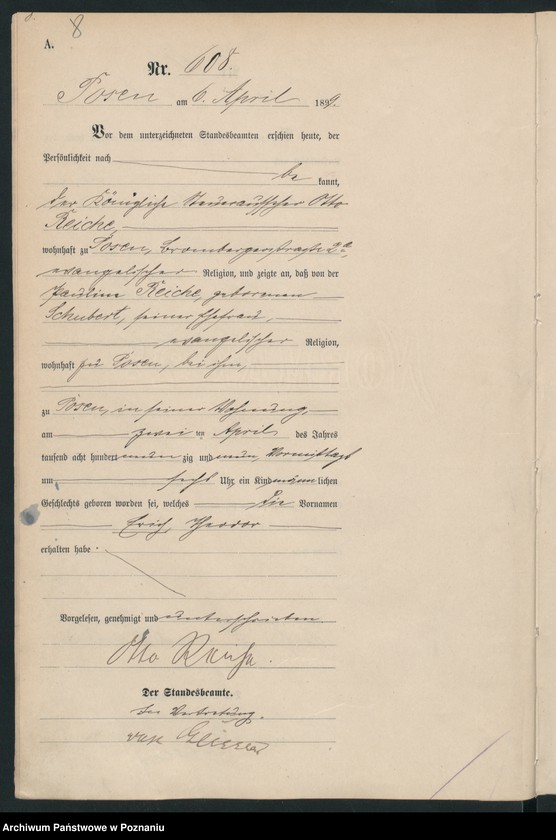 8
A.
Nr. 608.
Posen am 6. April 1899.
Vor dem unterzeichneten Standesbeamten erschien heute, der
Persönlichkeit nach
be kannt,
der Königliche Steueraufseher Otto
Reiche,
wohnhaft zu Posen, Brombergerstraße 2a,
evangelischer Religion, und zeigte an, daß von der
Pauline Reiche, geborenen
Schubert, seiner Ehefrau,
evangelischer Religion,
wohnhaft zu Posen, bei ihm,
zu Posen, in seiner Wohnung,
am zwei ten April des Jahres
tausend acht hundert neun zig und neun, Vormittags
um sechs Uhr, ein Kind männ lichen
Geschlechts geboren worden sei, welches die Vornamen
Erich Theodor
erhalten habe.
Vorgelesen, genehmigt und unterschrieben
Otto Reiche.
Der Standesbeamte.
In Vertretung.
Archiwum Państwowe w Poznaniu